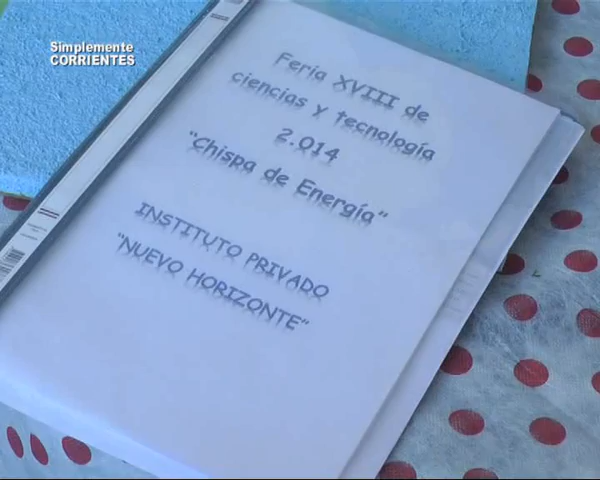 Simplemente
CORRIENTES
Feria XVIII de
ciencias y tecnología
2.014
"Chispa de Energía"
INSTITUTO PRIVADO
"NUEVO HORIZONTE"